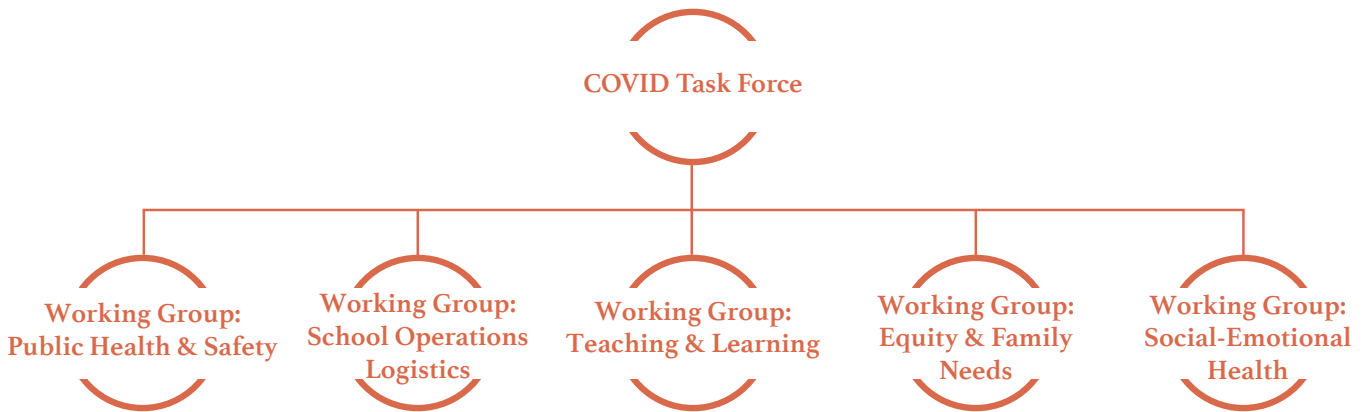 COVID Task Force
Working Group:
Public Health & Safety
Working Group:
School Operations
Logistics
Working Group:
Teaching & Learning
Working Group:
Equity & Family
Needs
Working Group:
Social-Emotional
Health